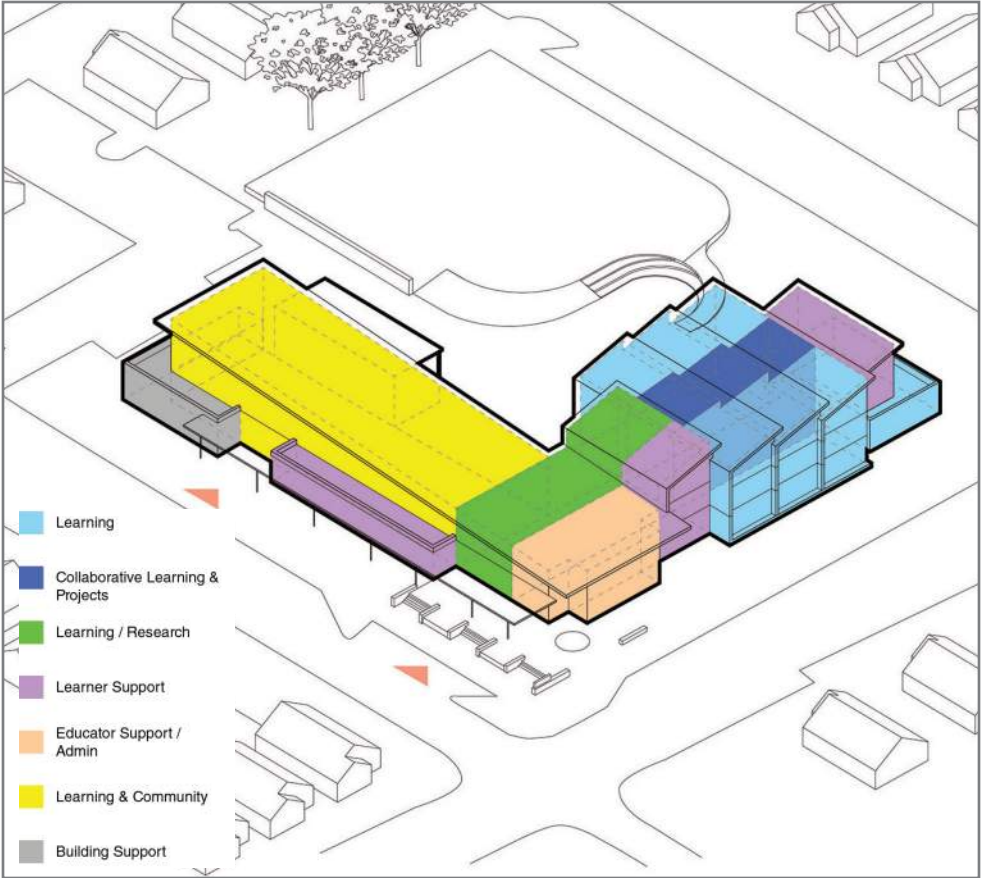 Learning
Collaborative Learning &
Projects
Learning / Research
Learner Support
Educator Support /
Admin
Learning & Community
Building Support